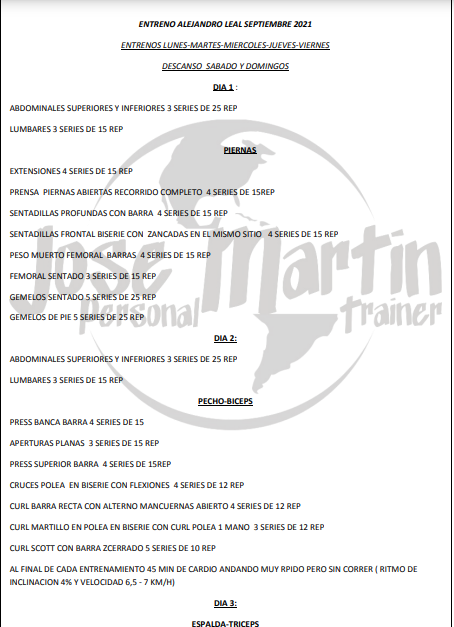 ENTRENO ALEJANDRO LEAL SEPTIEMBRE 2021
ENTRENOS LUNES-MARTES-MIERCOLES-JUEVES-VIERNES
DESCANSO SABADO Y DOMINGOS
DIA 1 :
ABDOMINALES SUPERIORES Y INFERIORES 3 SERIES DE 25 REP
LUMBARES 3 SERIES DE 15 REP
PIERNAS
EXTENSIONES 4 SERIES DE 15 REP
PRENSA PIERNAS ABIERTAS RECORRIDO COMPLETO 4 SERIES DE 15REP
SENTADILLAS PROFUNDAS CON BARRA 4 SERIES DE 15 REP
SENTADILLAS FRONTAL BISERIE CON ZANCADAS EN EL MISMO SITIO 4 SERIES DE 15 REP
PESO MUERTO FEMORAL BARRAS 4 SERIES DE 15 REP
FEMORAL SENTADO 3 SERIES DE 15 REP
GEMELOS SENTADO 5 SERIES DE 25 REP
GEMELOS DE PIE 5 SERIES DE 25 REP
Jose Martin
personal trainer
DIA 2:
ABDOMINALES SUPERIORES Y INFERIORES 3 SERIES DE 25 REP
LUMBARES 3 SERIES DE 15 REP
PECHO-BICEPS
PRESS BANCA BARRA 4 SERIES DE 15
APERTURAS PLANAS 3 SERIES DE 15 REP
PRESS SUPERIOR BARRA 4 SERIES DE 15REP
CRUCES POLEA EN BISERIE CON FLEXIONES 4 SERIES DE 12 REP
CURL BARRA RECTA CON ALTERNO MANCUERNAS ABIERTO 4 SERIES DE 12 REP
CURL MARTILLO EN POLEA EN BISERIE CON CURL POLEA 1 MANO 3 SERIES DE 12 REP
CURL SCOTT CON BARRA ZCERRADO 5 SERIES DE 10 REP
AL FINAL DE CADA ENTRENAMIENTO 45 MIN DE CARDIO ANDANDO MUY RPIDO PERO SIN CORRER ( RITMO DE
INCLINACION 4% Y VELOCIDAD 6,5 - 7 KM/H)
DIA 3:
ESPALDA-TRICEPS